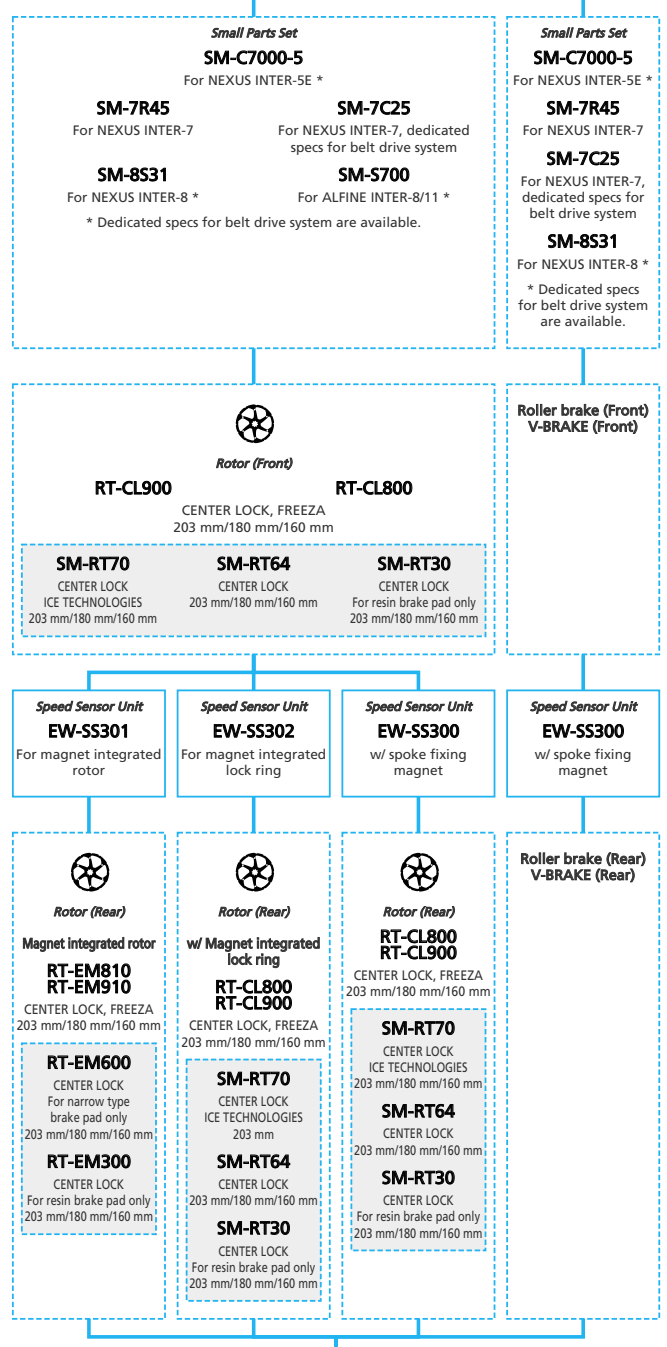 Small Parts Set
SM-C7000-5
For NEXUS INTER-5E *
SM-7R45
For NEXUS INTER-7
SM-7C25
For NEXUS INTER-7, dedicated
specs for belt drive system
SM-8S31
For NEXUS INTER-8 *
SM-S700
For ALFINE INTER-8/11 *
* Dedicated specs for belt drive system are available.
Small Parts Set
SM-C7000-5
For NEXUS INTER-5E *
SM-7R45
For NEXUS INTER-7
SM-7C25
For NEXUS INTER-7,
dedicated specs for
belt drive system
SM-8S31
For NEXUS INTER-8 *
* Dedicated specs
for belt drive system
are available.
Rotor (Front)
RT-CL900
RT-CL800
CENTER LOCK, FREEZA
203 mm/180 mm/160 mm
SM-RT70
CENTER LOCK
ICE TECHNOLOGIES
203 mm/180 mm/160 mm
SM-RT64
CENTER LOCK
203 mm/180 mm/160 mm
SM-RT30
CENTER LOCK
For resin brake pad only
203 mm/180 mm/160 mm
Roller brake (Front)
V-BRAKE (Front)
Speed Sensor Unit
EW-SS301
For magnet integrated
rotor
Speed Sensor Unit
EW-SS302
For magnet integrated
lock ring
Speed Sensor Unit
EW-SS300
w/ spoke fixing
magnet
Speed Sensor Unit
EW-SS300
w/ spoke fixing
magnet
Rotor (Rear)
Magnet integrated rotor
RT-EM810
RT-EM910
CENTER LOCK, FREEZA
203 mm/180 mm/160 mm
RT-EM600
CENTER LOCK
For narrow type
brake pad only
203 mm/180 mm/160 mm
RT-EM300
CENTER LOCK
For resin brake pad only
203 mm/180 mm/160 mm
Rotor (Rear)
w/ Magnet integrated
lock ring
RT-CL800
RT-CL900
CENTER LOCK, FREEZA
203 mm/180 mm/160 mm
SM-RT70
CENTER LOCK
ICE TECHNOLOGIES
203 mm
SM-RT64
CENTER LOCK
203 mm/180 mm/160 mm
SM-RT30
CENTER LOCK
For resin brake pad only
203 mm/180 mm/160 mm
Rotor (Rear)
RT-CL800
RT-CL900
CENTER LOCK, FREEZA
203 mm/180 mm/160 mm
SM-RT70
CENTER LOCK
ICE TECHNOLOGIES
203 mm/180 mm/160 mm
SM-RT64
CENTER LOCK
203 mm/180 mm/160 mm
SM-RT30
CENTER LOCK
For resin brake pad only
203 mm/180 mm/160 mm
Roller brake (Rear)
V-BRAKE (Rear)